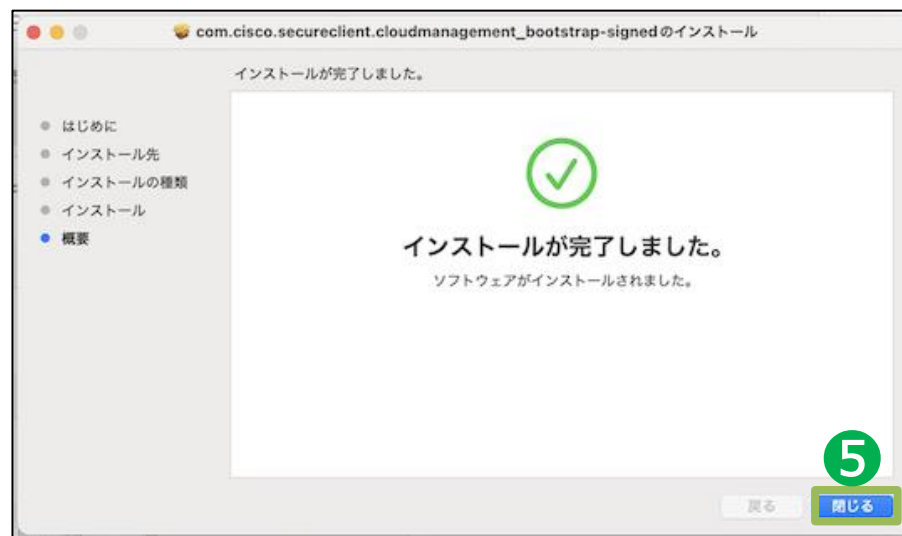 com.cisco.secureclient.cloudmanagement_bootstrap-signedのインストール
インストールが完了しました。
はじめに
インストール先
インストールの種類
インストール
概要
インストールが完了しました。
ソフトウェアがインストールされました。
5
戻る
閉じる